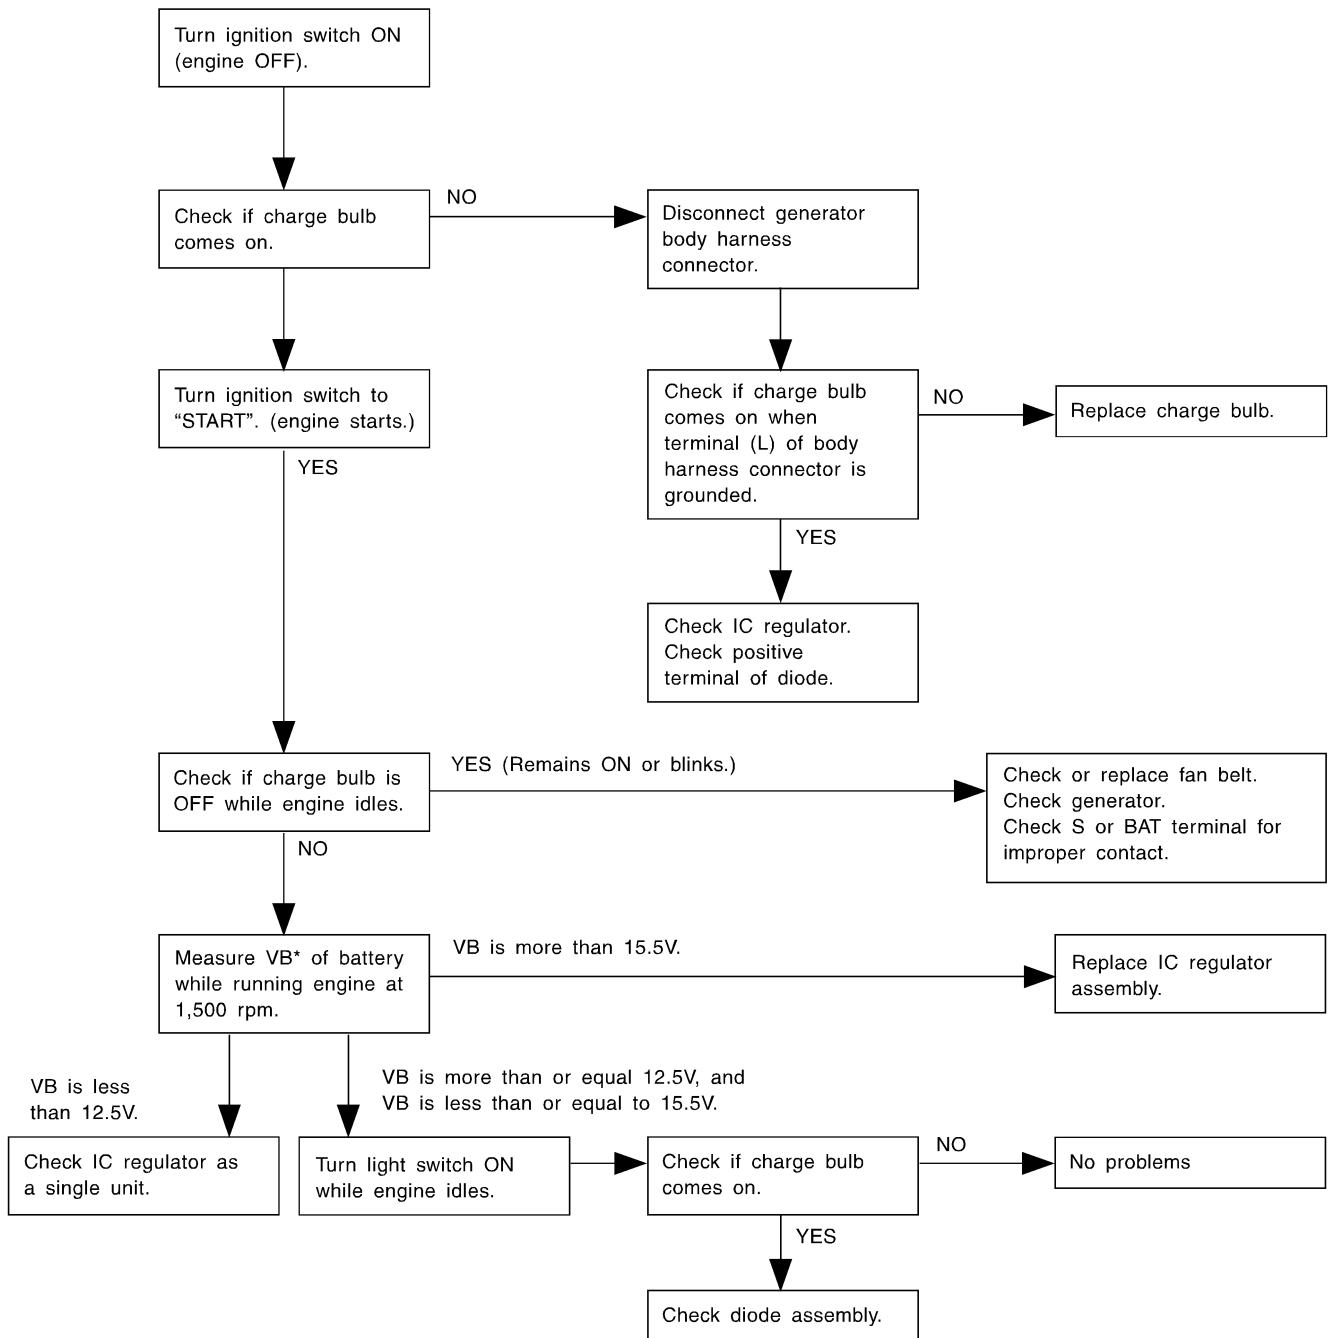 Turn ignition switch ON
(engine OFF).
Check if charge bulb
comes on.
NO
Disconnect generator
body harness
connector.
Turn ignition switch to
“START”. (engine starts.)
YES
Check if charge bulb
comes on when
terminal (L) of body
harness connector is
grounded.
NO
Replace charge bulb.
YES
Check IC regulator.
Check positive
terminal of diode.
Check if charge bulb is
OFF while engine idles.
YES (Remains ON or blinks.)
Check or replace fan belt.
Check generator.
Check S or BAT terminal for
improper contact.
NO
Measure VB* of battery
while running engine at
1,500 rpm.
VB is more than 15.5V.
Replace IC regulator
assembly.
VB is less
than 12.5V.
VB is more than or equal 12.5V, and
VB is less than or equal to 15.5V.
Check IC regulator as
a single unit.
Turn light switch ON
while engine idles.
Check if charge bulb
comes on.
NO
No problems
YES
Check diode assembly.